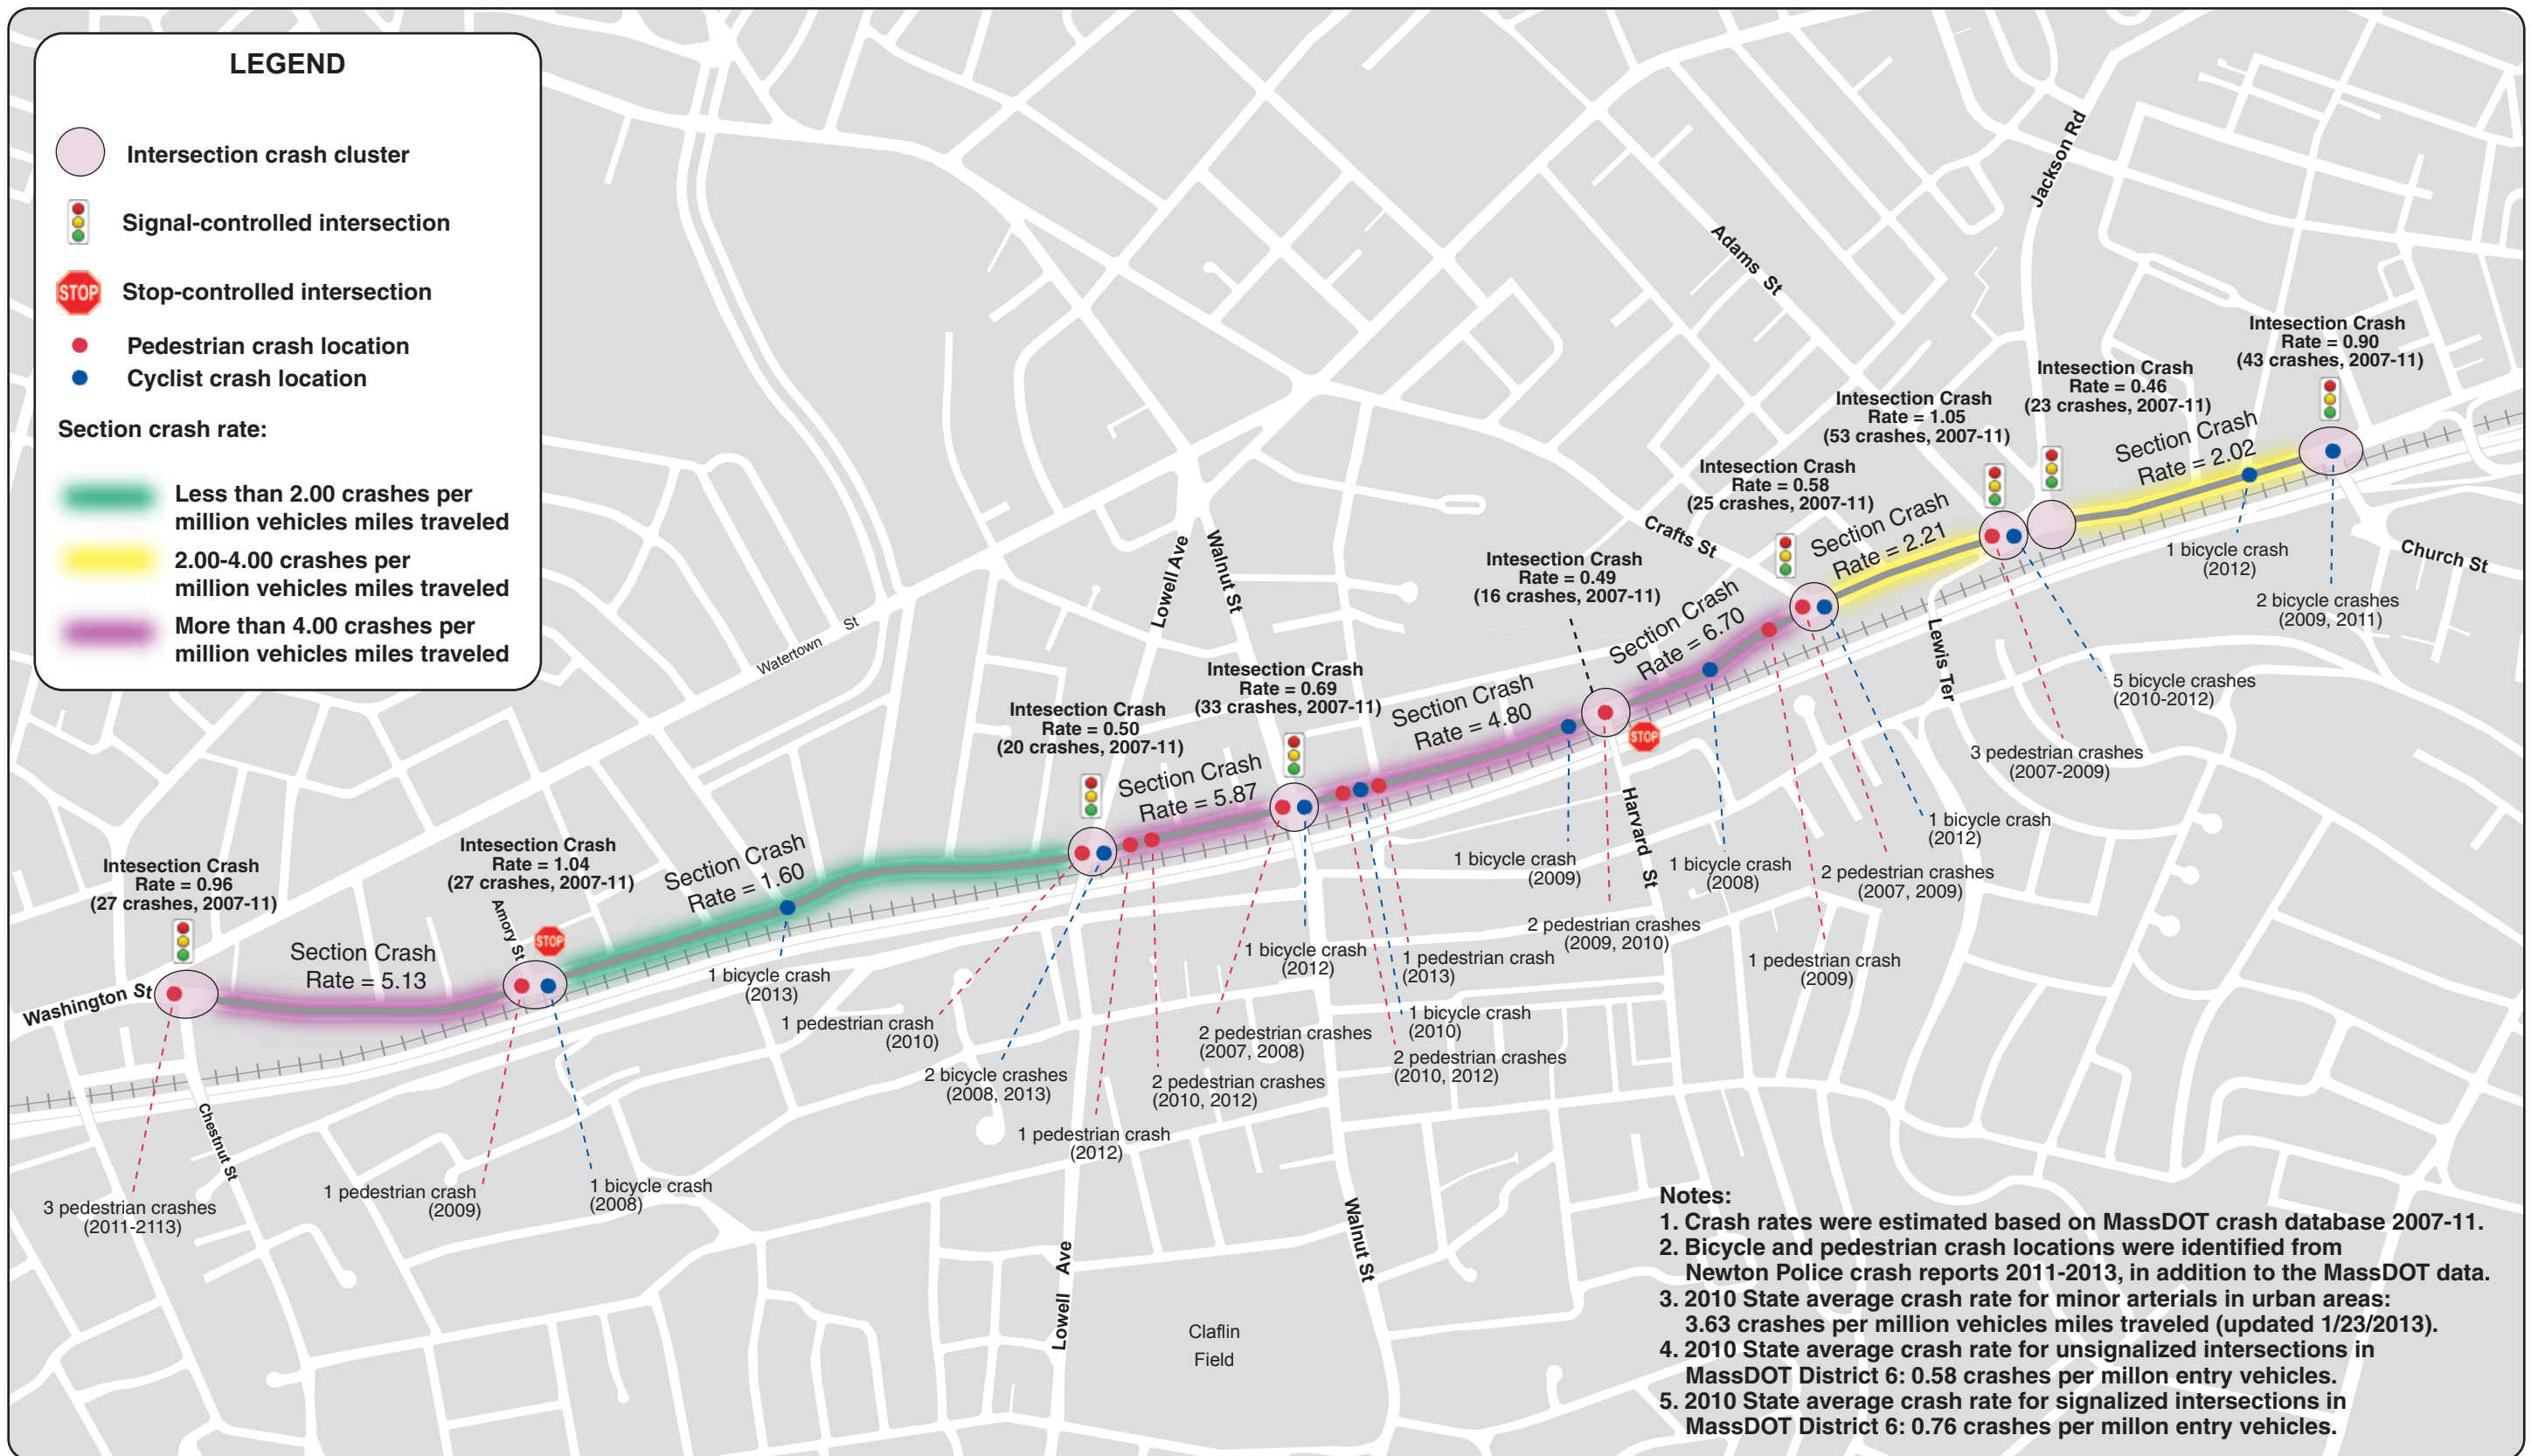 LEGEND
Intersection crash cluster
Signal-controlled intersection
STOP
Stop-controlled intersection
Pedestrian crash location
Cyclist crash location
Section crash rate:
Less than 2.00 crashes per
million vehicles miles traveled
2.00-4.00 crashes per
million vehicles miles traveled
More than 4.00 crashes per
million vehicles miles traveled
Jackson Rd
Adams St
Intesection Crash
Rate = 0.90
(43 crashes, 2007-11)
Intesection Crash
Rate = 0.46
(23 crashes, 2007-11)
Intesection Crash
Rate = 1.05
(53 crashes, 2007-11)
Section Crash
Rate = 2.02
Intesection Crash
Rate = 0.58
(25 crashes, 2007-11)
Section Crash
Rate = 2.21
Crafts St
Church St
1 bicycle crash
(2012)
2 bicycle crashes
(2009, 2011)
Lowell Ave
Walnut St
Intesection Crash
Rate = 0.49
(16 crashes, 2007-11)
Section Crash
Rate = 6.70
Watertown St
Lewis Ter
5 bicycle crashes
(2010-2012)
3 pedestrian crashes
(2007-2009)
Intesection Crash
Rate = 0.69
(33 crashes, 2007-11)
Section Crash
Rate = 4.80
STOP
Intesection Crash
Rate = 0.50
(20 crashes, 2007-11)
Section Crash
Rate = 5.87
Harvard St
1 bicycle crash
(2012)
1 bicycle crash
(2009)
1 bicycle crash
(2008)
2 pedestrian crashes
(2007, 2009)
Intesection Crash
Rate = 1.04
(27 crashes, 2007-11)
Section Crash
Rate = 1.60
Intesection Crash
Rate = 0.96
(27 crashes, 2007-11)
Amory St
STOP
Section Crash
Rate = 5.13
Washington St
2 pedestrian crashes
(2009, 2010)
1 pedestrian crash
(2009)
1 bicycle crash
(2012)
1 pedestrian crash
(2013)
1 bicycle crash
(2013)
1 pedestrian crash
(2010)
1 bicycle crash
(2010)
2 pedestrian crashes
(2007, 2008)
2 pedestrian crashes
(2010, 2012)
2 bicycle crashes
(2008, 2013)
2 pedestrian crashes
(2010, 2012)
1 pedestrian crash
(2012)
Chestnut St
3 pedestrian crashes
(2011-2113)
1 pedestrian crash
(2009)
1 bicycle crash
(2008)
Lowell Ave
Walnut St
Claflin
Field
Notes:
1. Crash rates were estimated based on MassDOT crash database 2007-11.
2. Bicycle and pedestrian crash locations were identified from
Newton Police crash reports 2011-2013, in addition to the MassDOT data.
3. 2010 State average crash rate for minor arterials in urban areas:
3.63 crashes per million vehicles miles traveled (updated 1/23/2013).
4. 2010 State average crash rate for unsignalized intersections in
MassDOT District 6: 0.58 crashes per millon entry vehicles.
5. 2010 State average crash rate for signalized intersections in
MassDOT District 6: 0.76 crashes per millon entry vehicles.